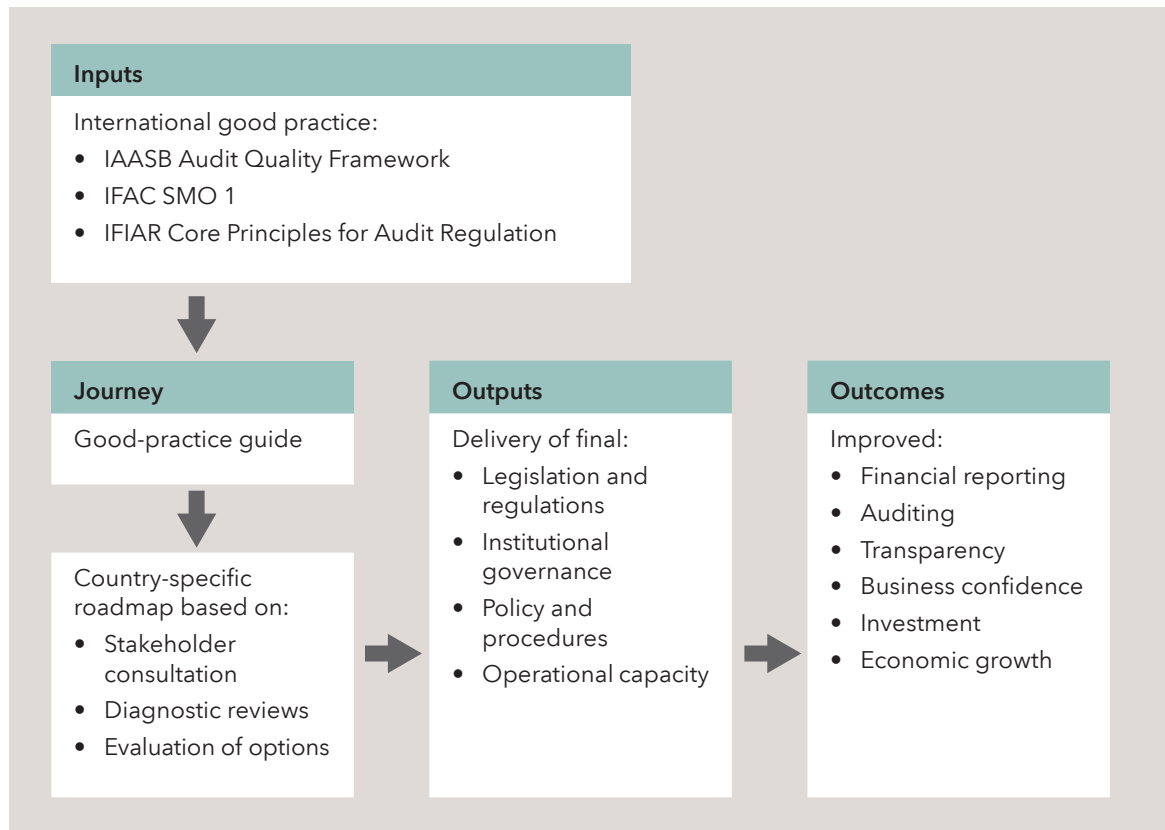 Inputs
International good practice:
• IAASB Audit Quality Framework
• IFAC SMO 1
• IFIAR Core Principles for Audit Regulation
Journey
Good-practice guide
Country-specific
roadmap based on:
• Stakeholder
consultation
• Diagnostic reviews
• Evaluation of options
Outputs
Delivery of final:
• Legislation and
regulations
• Institutional
governance
• Policy and
procedures
• Operational capacity
Outcomes
Improved:
• Financial reporting
• Auditing
• Transparency
• Business confidence
• Investment
• Economic growth